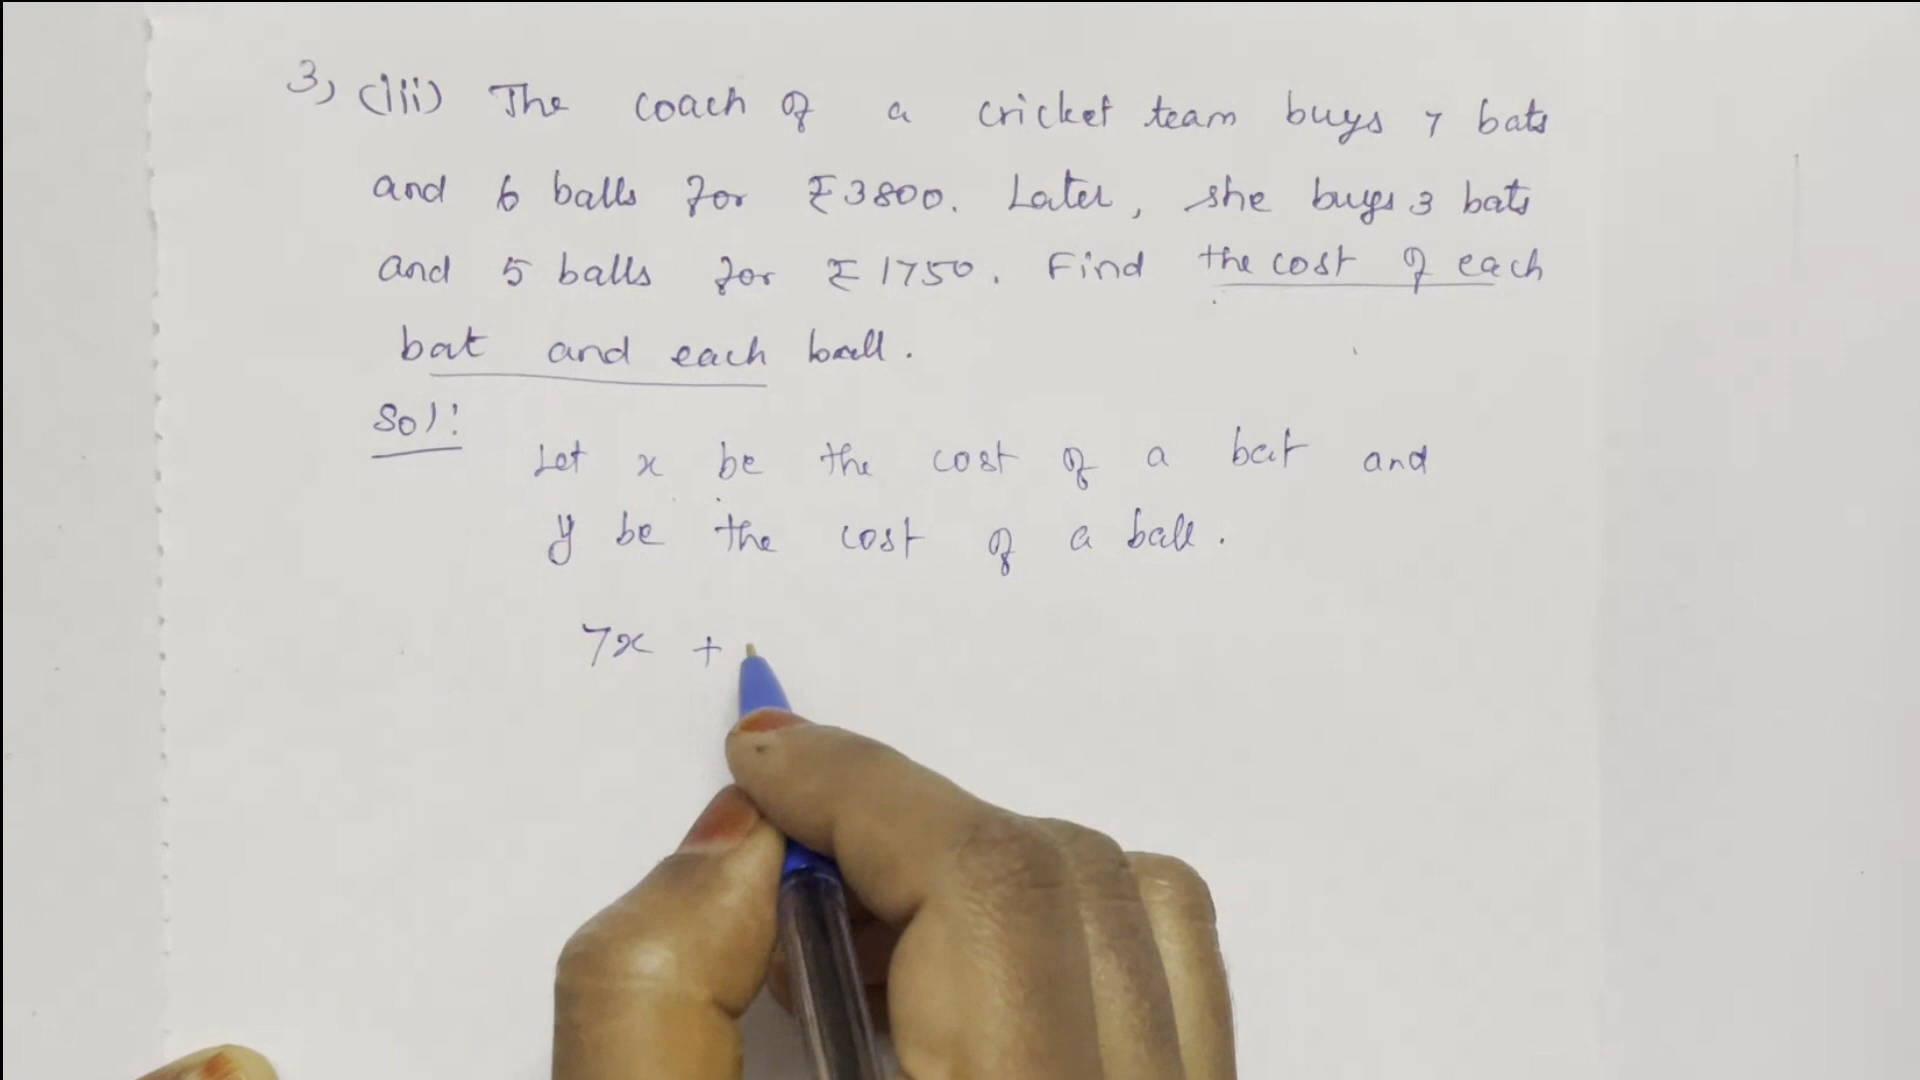 3, (iii) The coach of a cricket team buys 7 bats
and 6 balls for ₹3800. Later, she buys 3 bats
and 5 balls for ₹1750. Find the cost of each
bat and each ball.
Sol:
Let x be the cost of a bat and
y be the cost of a ball.
7x +